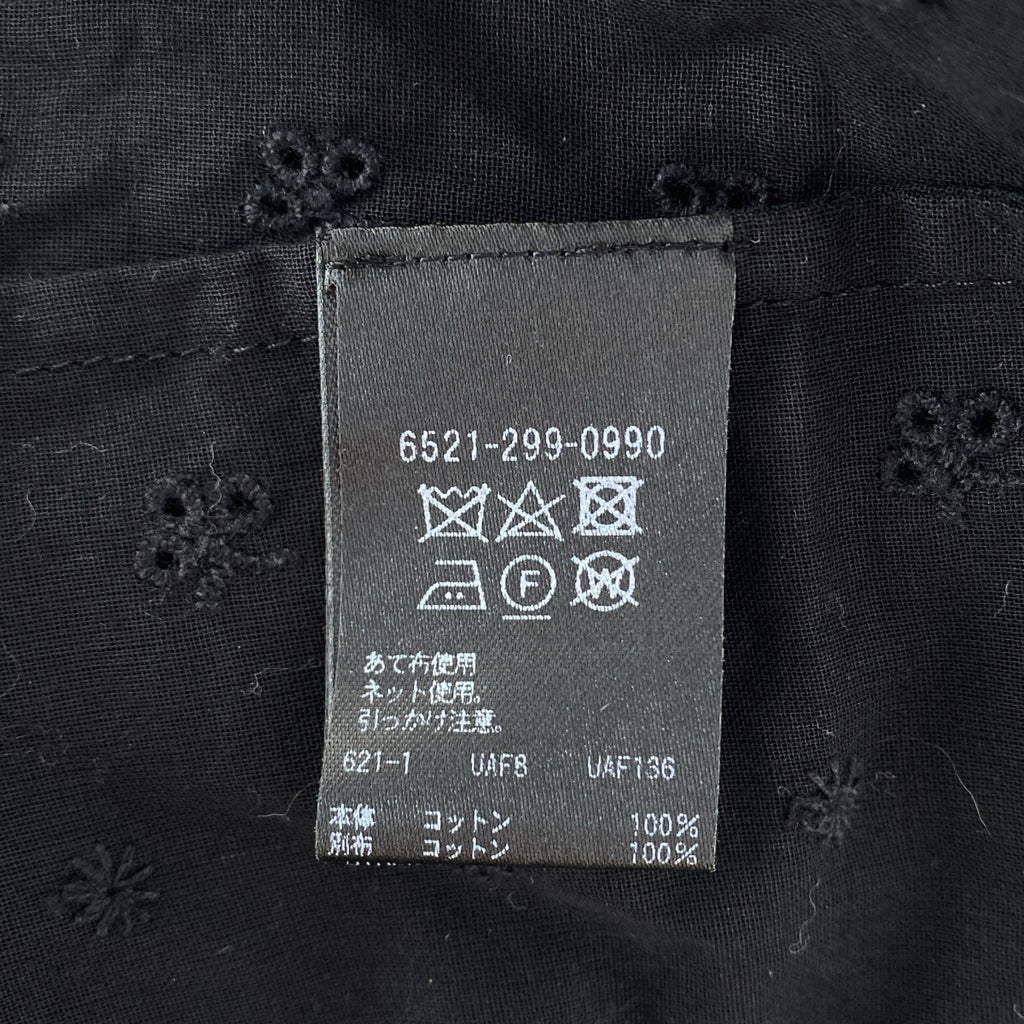 6521-299-0990
F
W
あて布使用
ネット使用。
引っかけ注意。
621-1 UAF8 UAF136
本体 コットン 100%
別布 コットン 100%